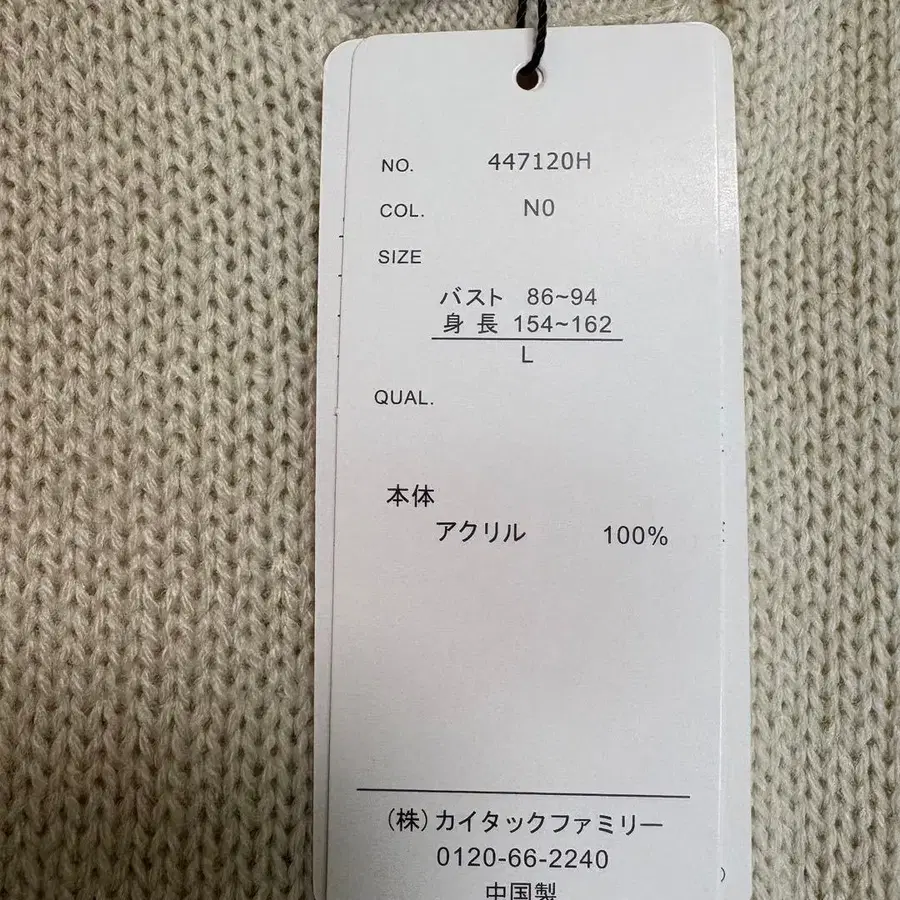 NO. 447120H
COL. N0
SIZE
バスト 86~94
身長 154~162
L
QUAL.
本体
アクリル 100%
(株)カイタックファミリー
0120-66-2240
中国製